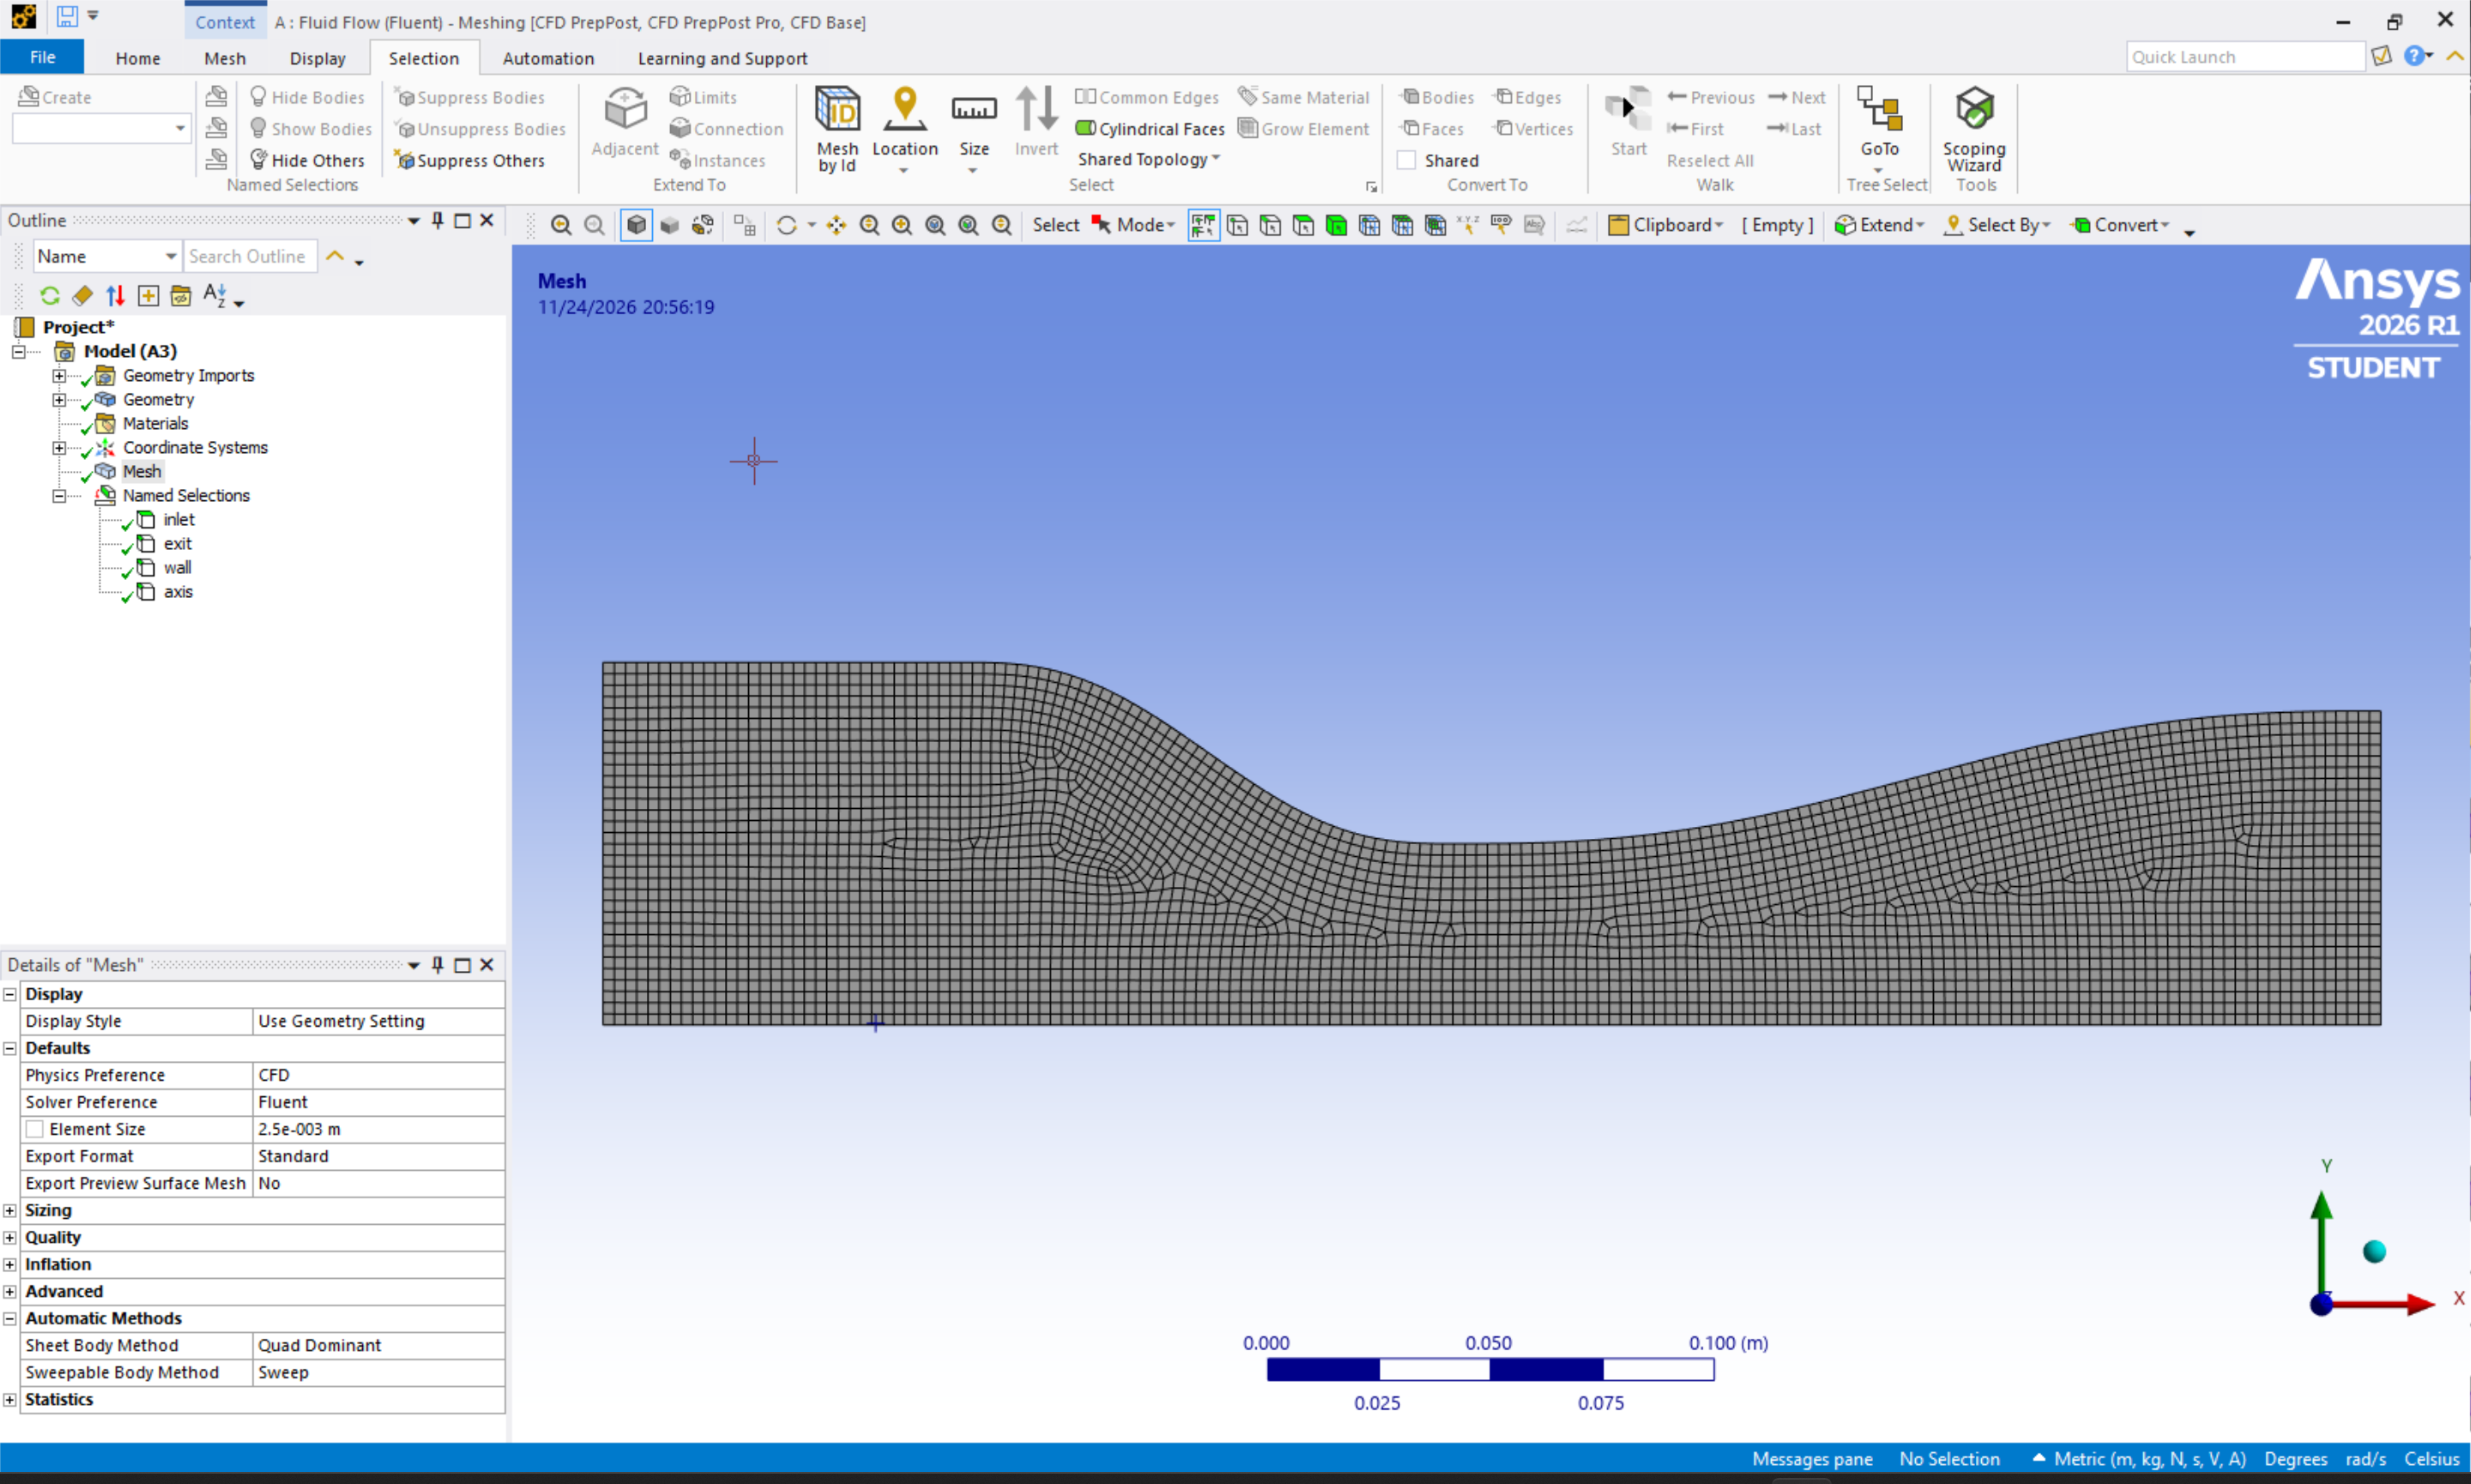 Context A : Fluid Flow (Fluent) - Meshing [CFD PrepPost, CFD PrepPost Pro, CFD Base]
File Home Mesh Display Selection Automation Learning and Support Quick Launch
Create
Hide Bodies
Show Bodies
Hide Others
Suppress Bodies
Unsuppress Bodies
Suppress Others
Named Selections
Adjacent
Limits
Connection
Instances
Extend To
ID
Mesh
by Id
Location
Size
Invert
Common Edges
Cylindrical Faces
Shared Topology
Same Material
Grow Element
Select
Bodies Edges
Faces Vertices
Shared
Convert To
Start
Previous Next
First Last
Reselect All
Walk
GoTo
Tree Select
Scoping
Wizard
Tools
Outline
Name Search Outline
Select Mode Clipboard [ Empty ] Extend Select By Convert
Project*
Model (A3)
Geometry Imports
Geometry
Materials
Coordinate Systems
Mesh
Named Selections
inlet
exit
wall
axis
Mesh
11/24/2026 20:56:19
Ansys
2026 R1
STUDENT
Details of "Mesh"
Display
Display Style Use Geometry Setting
Defaults
Physics Preference CFD
Solver Preference Fluent
Element Size 2.5e-003 m
Export Format Standard
Export Preview Surface Mesh No
Sizing
Quality
Inflation
Advanced
Automatic Methods
Sheet Body Method Quad Dominant
Sweepable Body Method Sweep
Statistics
Y
X
0.000 0.050 0.100 (m)
0.025 0.075
Messages pane No Selection Metric (m, kg, N, s, V, A) Degrees rad/s Celsius